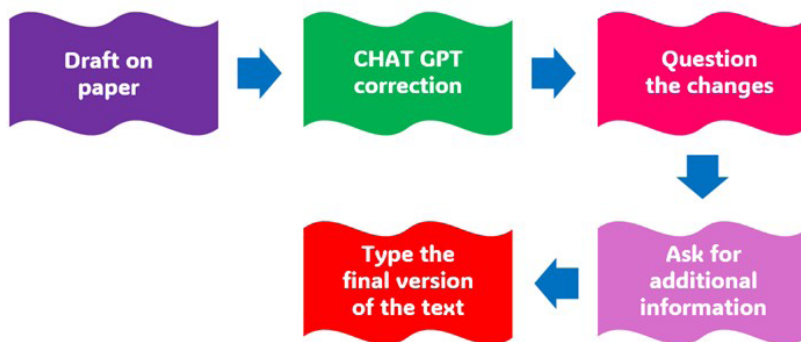 Draft on
paper
CHAT GPT
correction
Question
the changes
Ask for
additional
information
Type the
final version
of the text